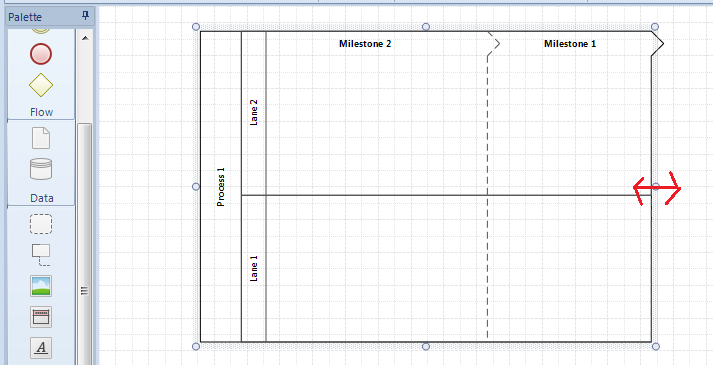 Palette
Flow
Data
A
Milestone 2
Milestone 1
Process 1
Lane 2
Lane 1